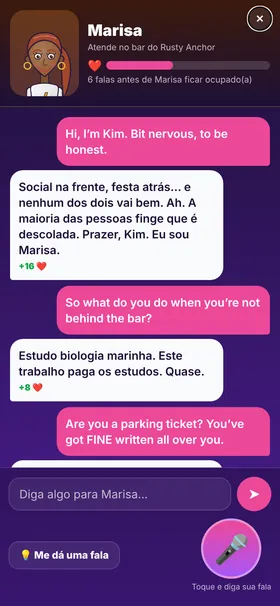 Marisa
Atende no bar do Rusty Anchor
6 falas antes de Marisa ficar ocupado(a)
Hi, I'm Kim. Bit nervous, to be
honest.
Social na frente, festa atrás... e
nenhum dos dois vai bem. Ah. A
maioria das pessoas finge que é
descolada. Prazer, Kim. Eu sou
Marisa.
+16 ❤️
So what do you do when you're not
behind the bar?
Estudo biologia marinha. Este
trabalho paga os estudos. Quase.
+8 ❤️
Are you a parking ticket? You've
got FINE written all over you.
Diga algo para Marisa...
💡 Me dá uma fala
Toque e diga sua fala